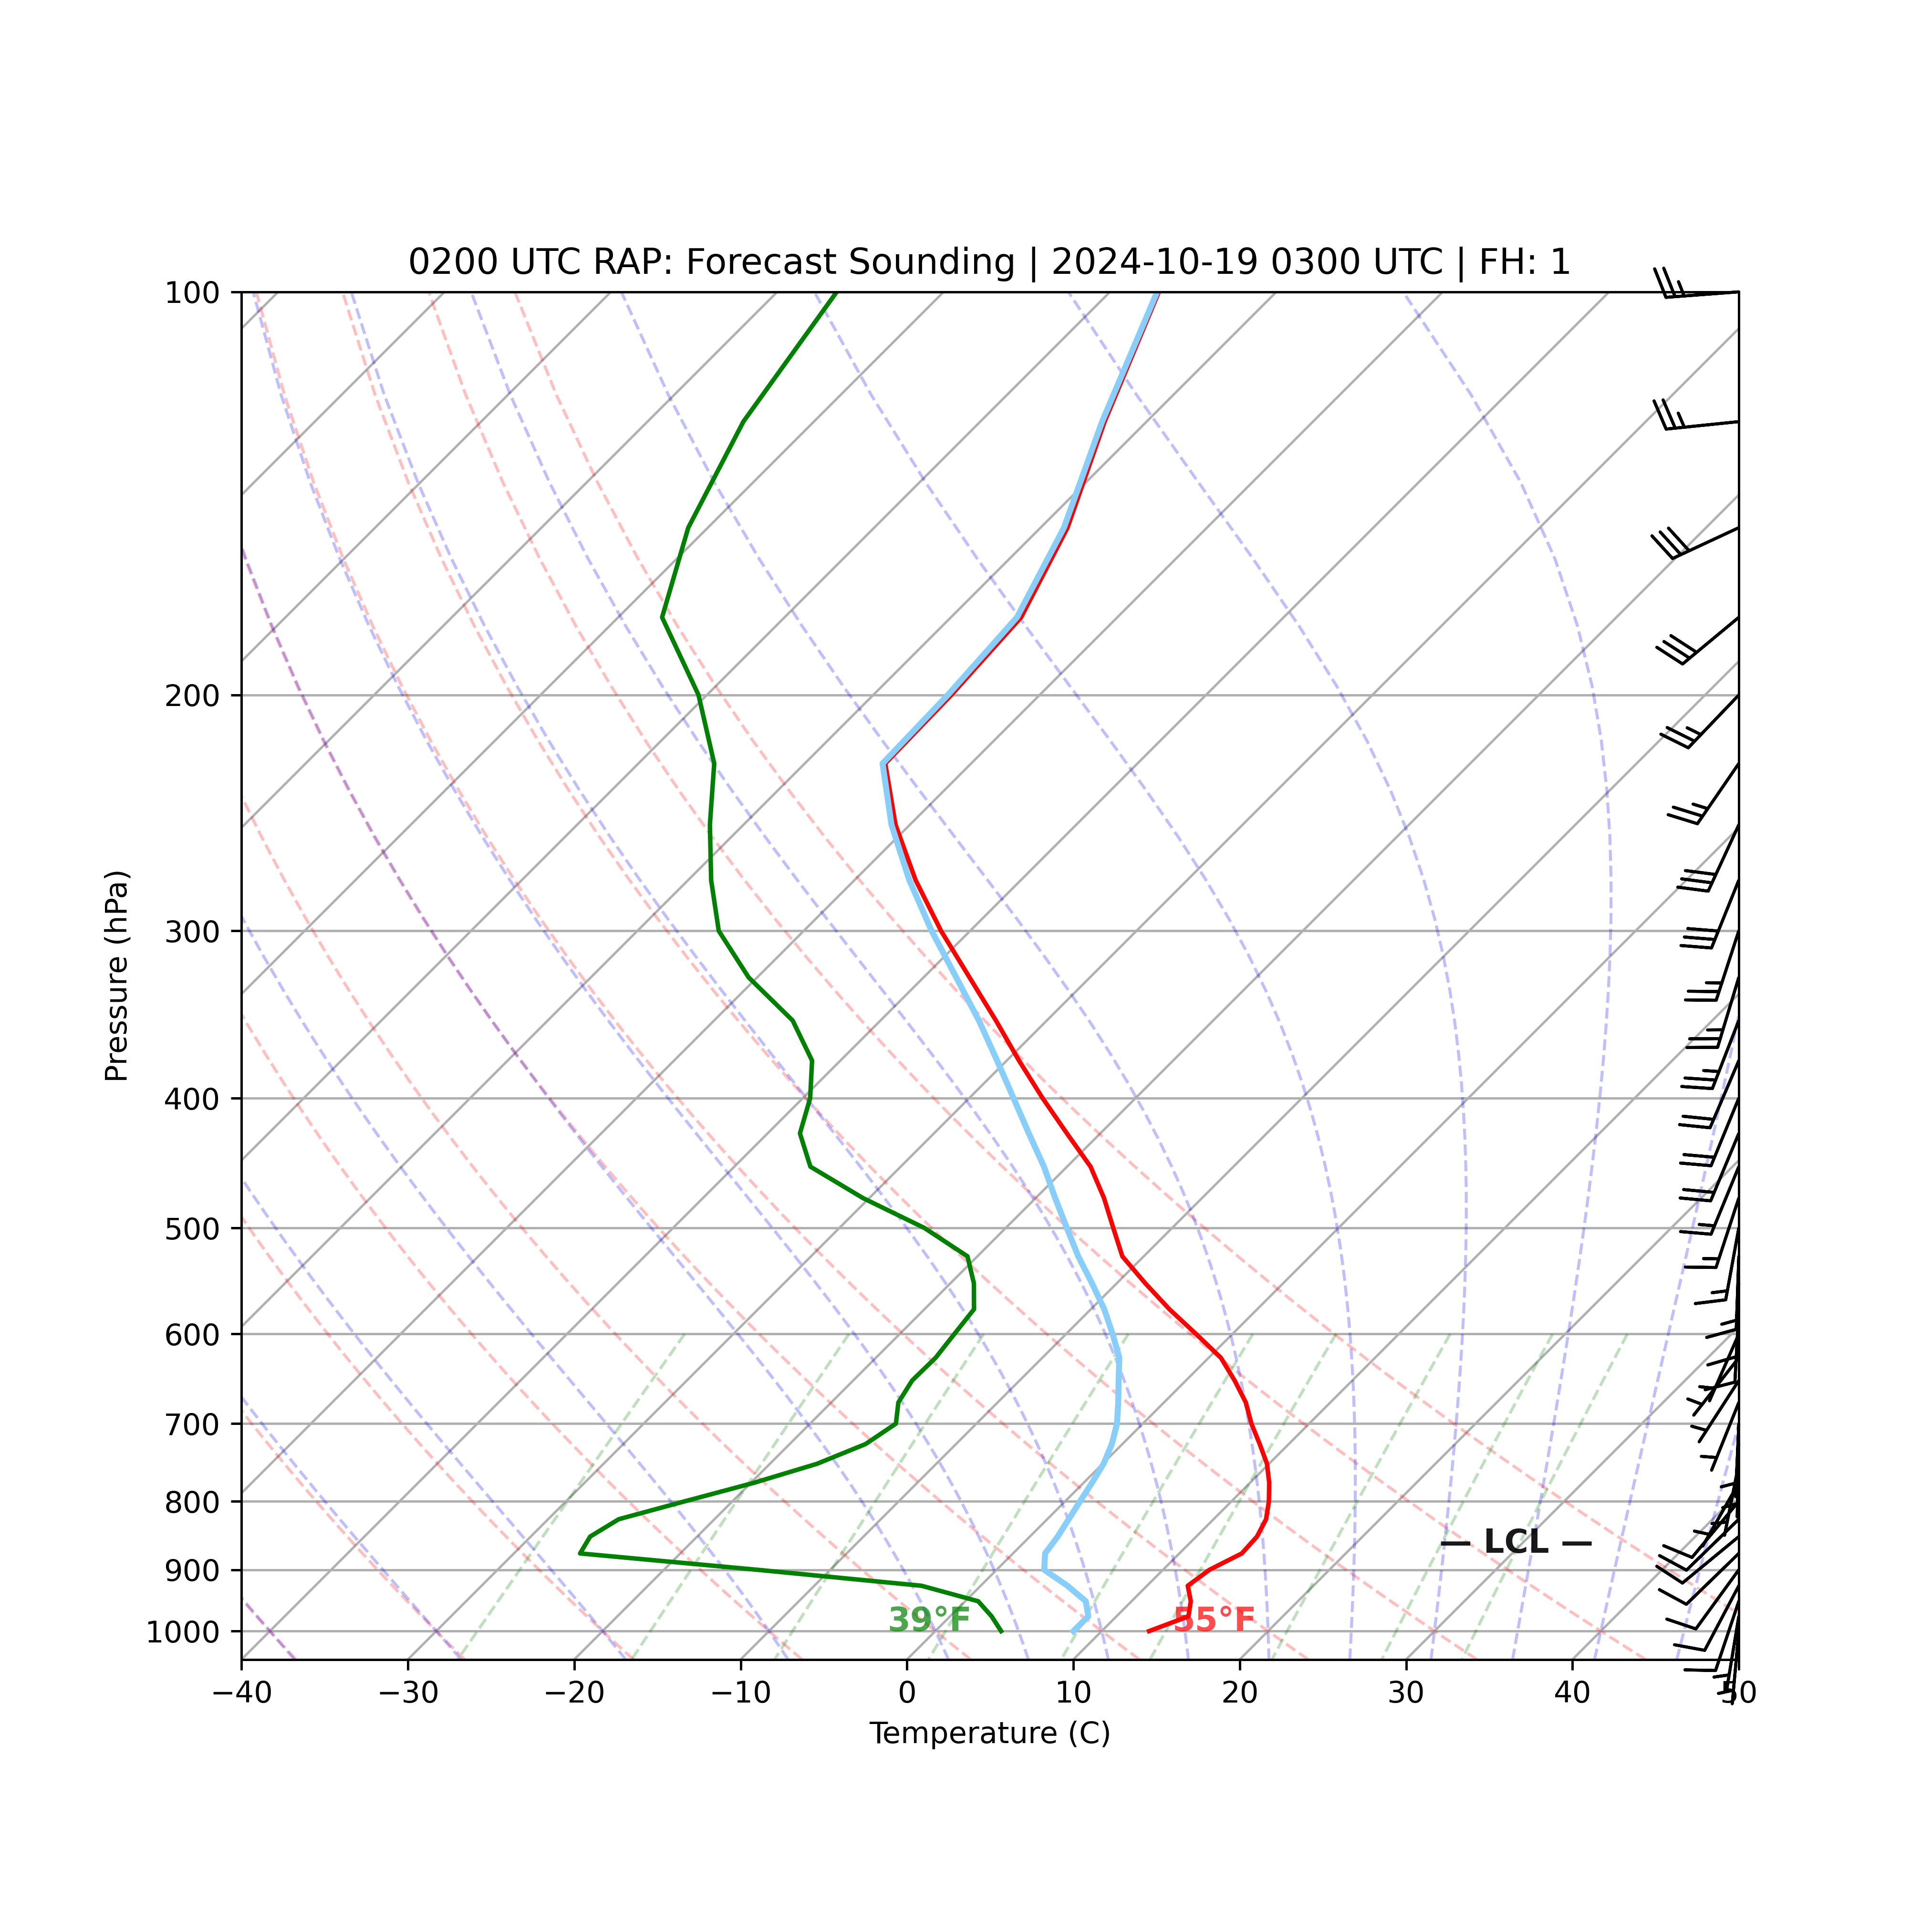 0200 UTC RAP: Forecast Sounding | 2024-10-19 0300 UTC | FH: 1
100
200
300
400
500
600
700
800
900
1000
Pressure (hPa)
— LCL —
39°F
55°F
−40 −30 −20 −10 0 10 20 30 40 50
Temperature (C)